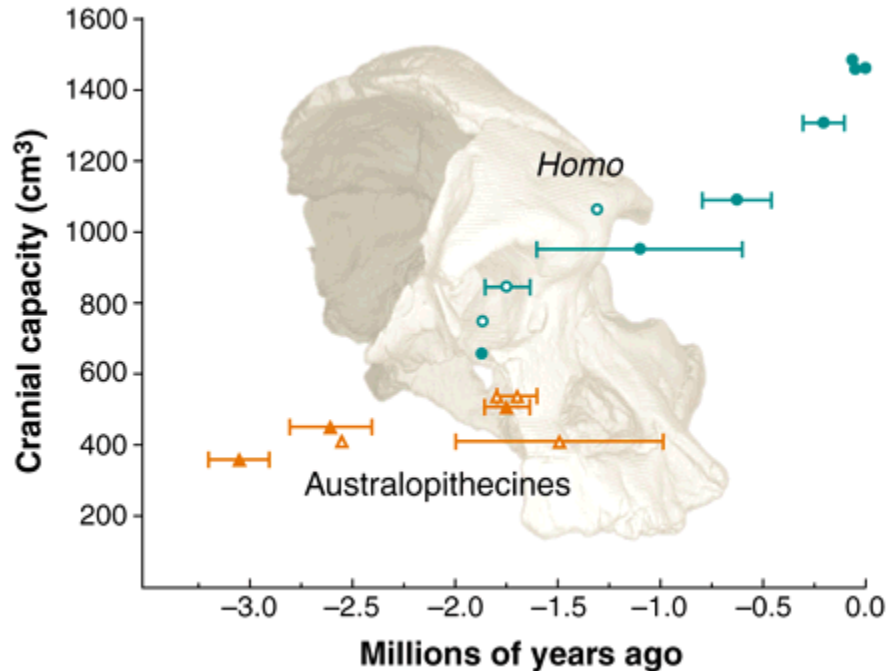 1600
1400
1200
1000
800
600
400
200
Cranial capacity (cm³)
Homo
Australopithecines
–3.0 –2.5 –2.0 –1.5 –1.0 –0.5 0.0
Millions of years ago